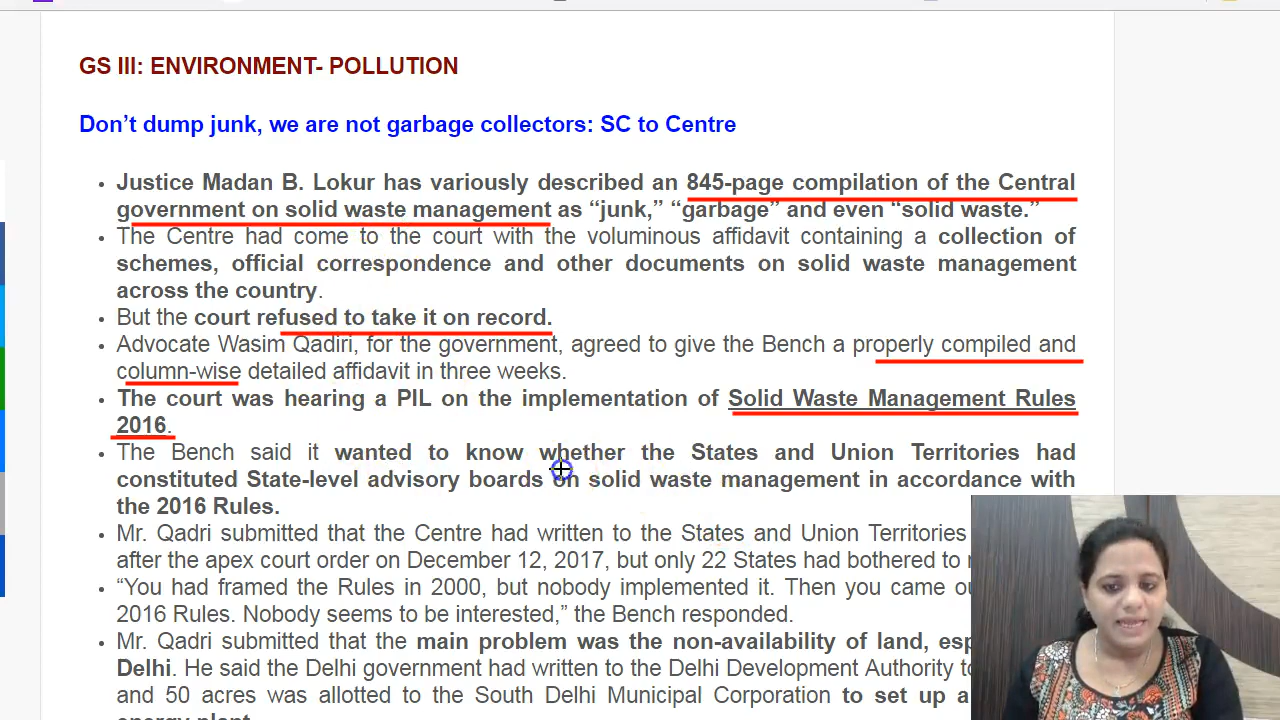 GS III: ENVIRONMENT- POLLUTION
Don’t dump junk, we are not garbage collectors: SC to Centre
• Justice Madan B. Lokur has variously described an 845-page compilation of the Central
government on solid waste management as “junk,” “garbage” and even “solid waste.”
• The Centre had come to the court with the voluminous affidavit containing a collection of
schemes, official correspondence and other documents on solid waste management
across the country.
• But the court refused to take it on record.
• Advocate Wasim Qadiri, for the government, agreed to give the Bench a properly compiled and
column-wise detailed affidavit in three weeks.
• The court was hearing a PIL on the implementation of Solid Waste Management Rules
2016.
• The Bench said it wanted to know whether the States and Union Territories had
constituted State-level advisory boards on solid waste management in accordance with
the 2016 Rules.
• Mr. Qadri submitted that the Centre had written to the States and Union Territories
after the apex court order on December 12, 2017, but only 22 States had bothered to
• “You had framed the Rules in 2000, but nobody implemented it. Then you came
2016 Rules. Nobody seems to be interested,” the Bench responded.
• Mr. Qadri submitted that the main problem was the non-availability of land,
Delhi. He said the Delhi government had written to the Delhi Development Authority
and 50 acres was allotted to the South Delhi Municipal Corporation to set up a
energy plant